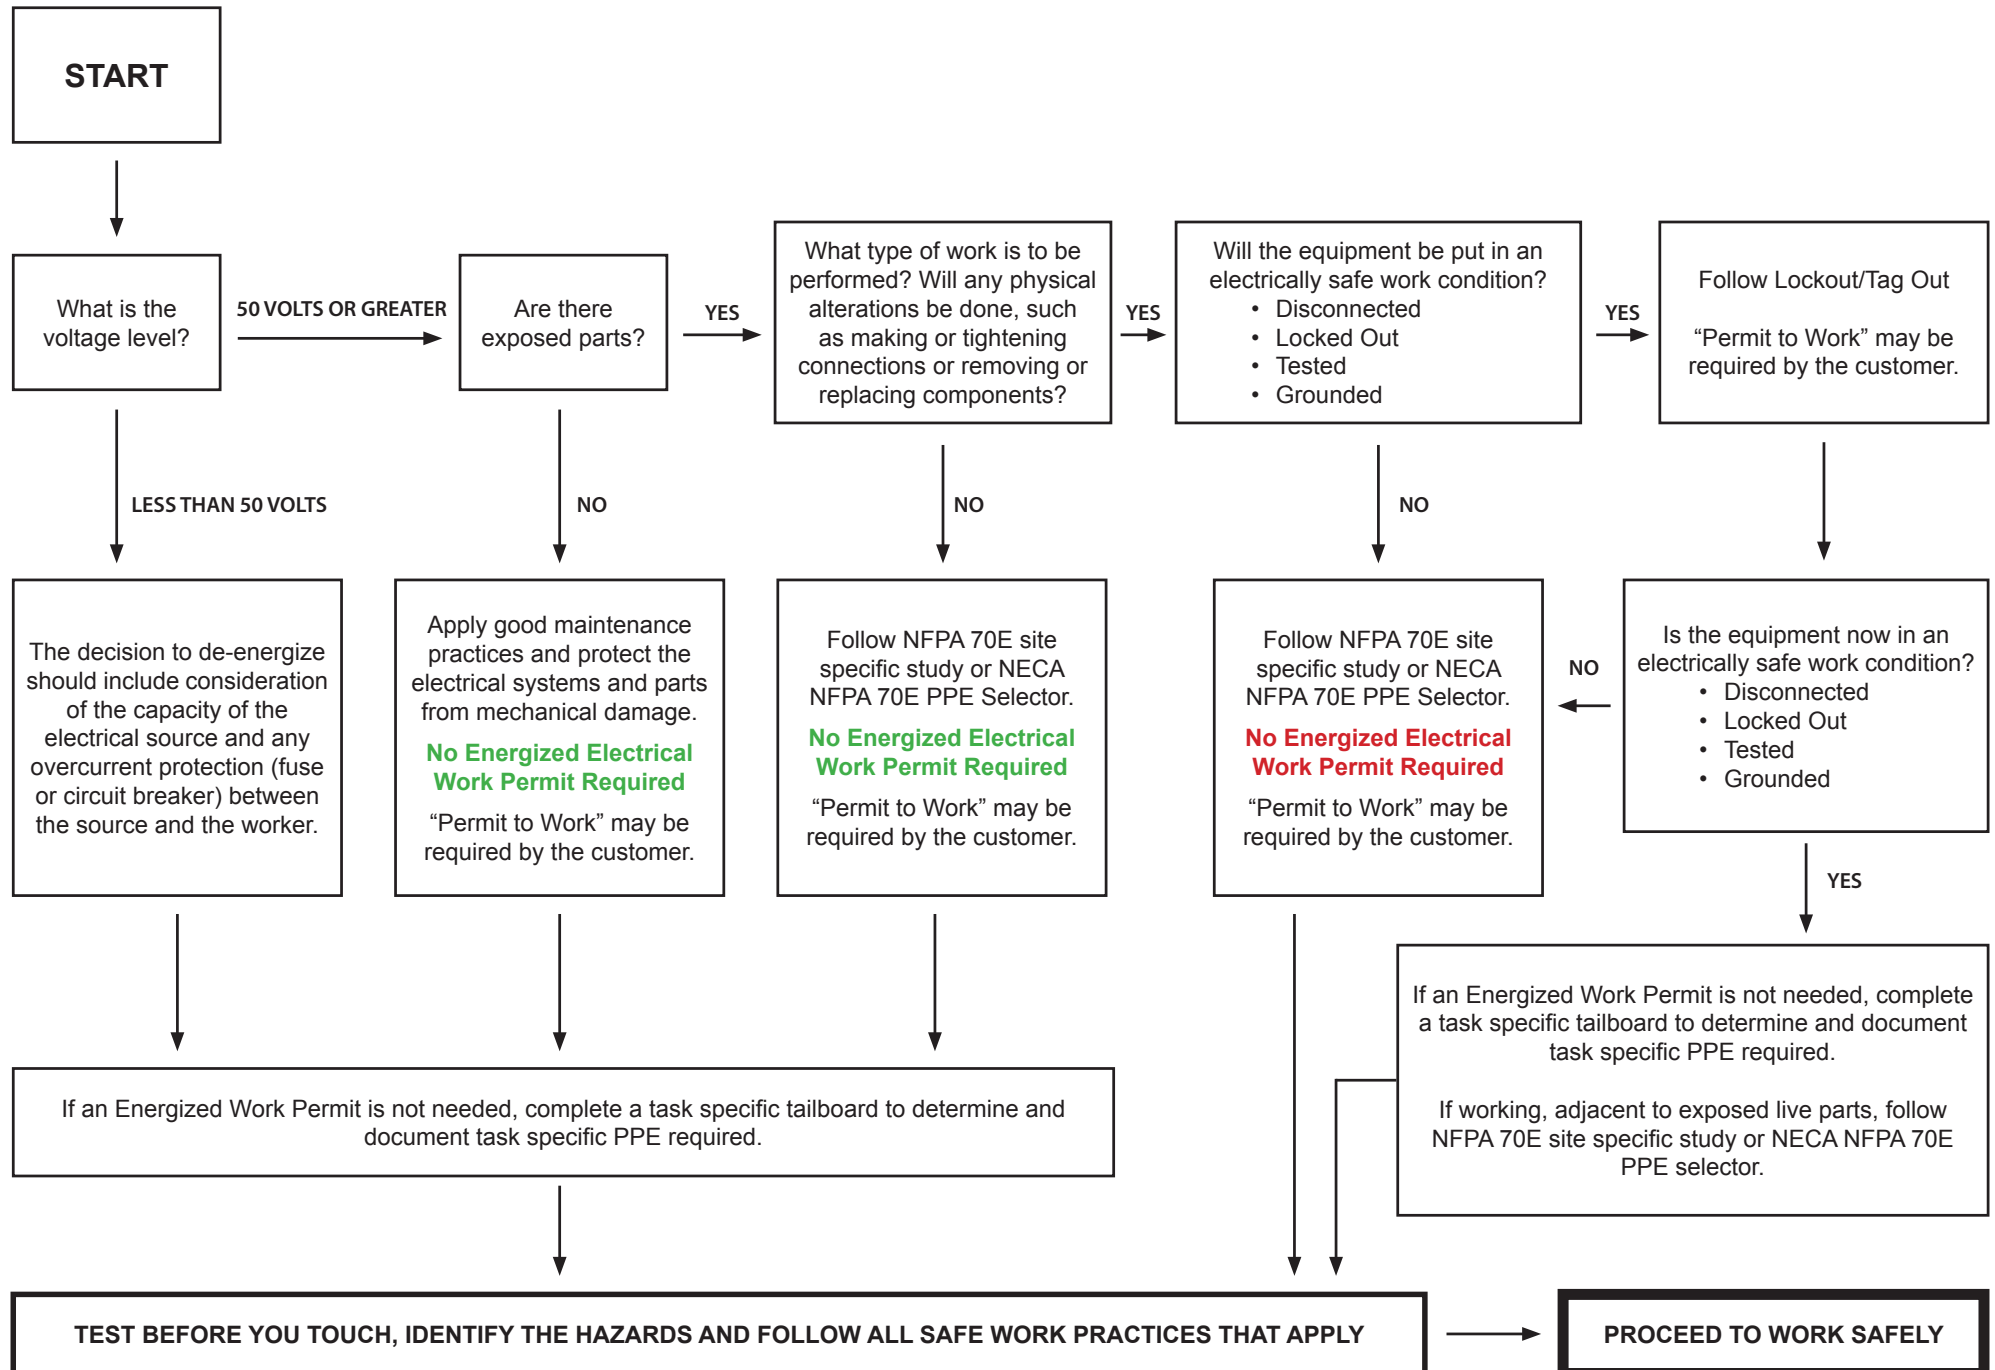 START
What is the
voltage level?
50 VOLTS OR GREATER
Are there
exposed parts?
YES
What type of work is to be
performed? Will any physical
alterations be done, such
as making or tightening
connections or removing or
replacing components?
YES
Will the equipment be put in an
electrically safe work condition?
• Disconnected
• Locked Out
• Tested
• Grounded
YES
Follow Lockout/Tag Out
“Permit to Work” may be
required by the customer.
LESS THAN 50 VOLTS
NO
NO
NO
The decision to de-energize
should include consideration
of the capacity of the
electrical source and any
overcurrent protection (fuse
or circuit breaker) between
the source and the worker.
Apply good maintenance
practices and protect the
electrical systems and parts
from mechanical damage.
No Energized Electrical
Work Permit Required
“Permit to Work” may be
required by the customer.
Follow NFPA 70E site
specific study or NECA
NFPA 70E PPE Selector.
No Energized Electrical
Work Permit Required
“Permit to Work” may be
required by the customer.
Follow NFPA 70E site
specific study or NECA
NFPA 70E PPE Selector.
No Energized Electrical
Work Permit Required
“Permit to Work” may be
required by the customer.
NO
Is the equipment now in an
electrically safe work condition?
• Disconnected
• Locked Out
• Tested
• Grounded
YES
If an Energized Work Permit is not needed, complete
a task specific tailboard to determine and document
task specific PPE required.
If working, adjacent to exposed live parts, follow
NFPA 70E site specific study or NECA NFPA 70E
PPE selector.
If an Energized Work Permit is not needed, complete a task specific tailboard to determine and
document task specific PPE required.
TEST BEFORE YOU TOUCH, IDENTIFY THE HAZARDS AND FOLLOW ALL SAFE WORK PRACTICES THAT APPLY
PROCEED TO WORK SAFELY